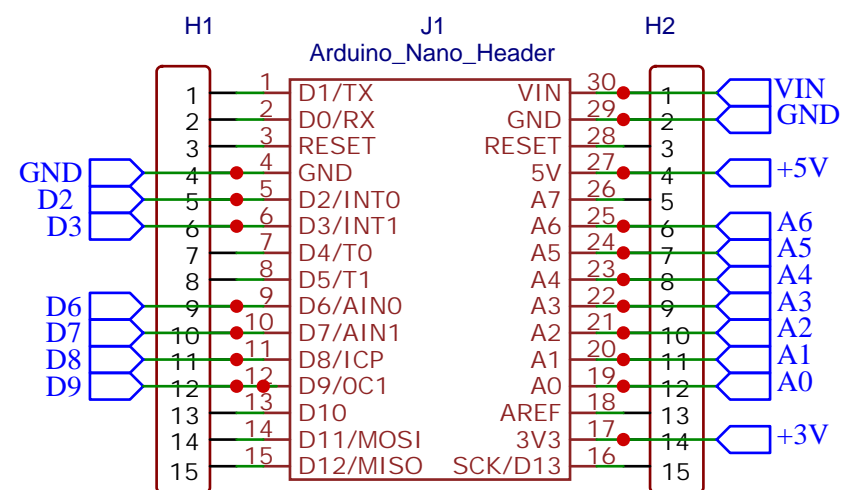 H1 J1 H2
Arduino_Nano_Header
1 1 D1/TX VIN 30 1 VIN
2 2 D0/RX GND 29 2 GND
3 3 RESET RESET 28 3
GND 4 4 GND 5V 27 4 +5V
D2 5 5 D2/INT0 A7 26 5
D3 6 6 D3/INT1 A6 25 6 A6
7 7 D4/T0 A5 24 7 A5
8 8 D5/T1 A4 23 8 A4
D6 9 9 D6/AIN0 A3 22 9 A3
D7 10 10 D7/AIN1 A2 21 10 A2
D8 11 11 D8/ICP A1 20 11 A1
D9 12 12 D9/0C1 A0 19 12 A0
13 13 D10 AREF 18 13
14 14 D11/MOSI 3V3 17 14 +3V
15 15 D12/MISO SCK/D13 16 15